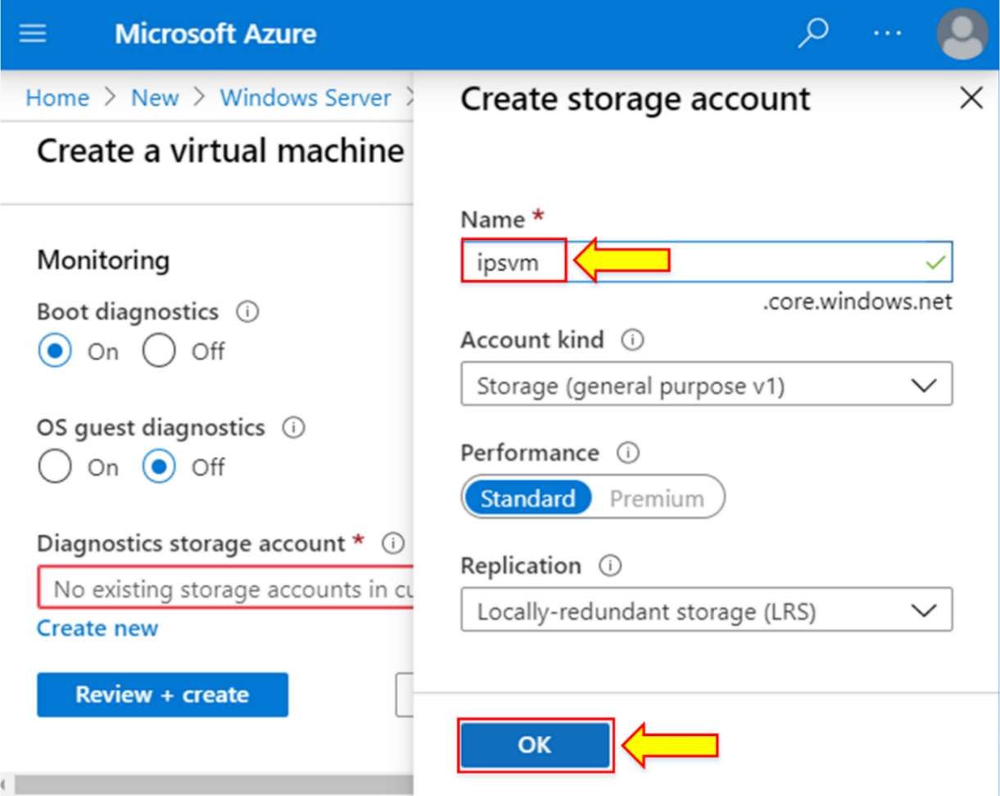 Microsoft Azure
Home > New > Windows Server >
Create a virtual machine
Monitoring
Boot diagnostics
On Off
OS guest diagnostics
On Off
Diagnostics storage account *
No existing storage accounts in
Create new
Review + create
Create storage account
Name *
ipsvm
.core.windows.net
Account kind
Storage (general purpose v1)
Performance
Standard Premium
Replication
Locally-redundant storage (LRS)
OK